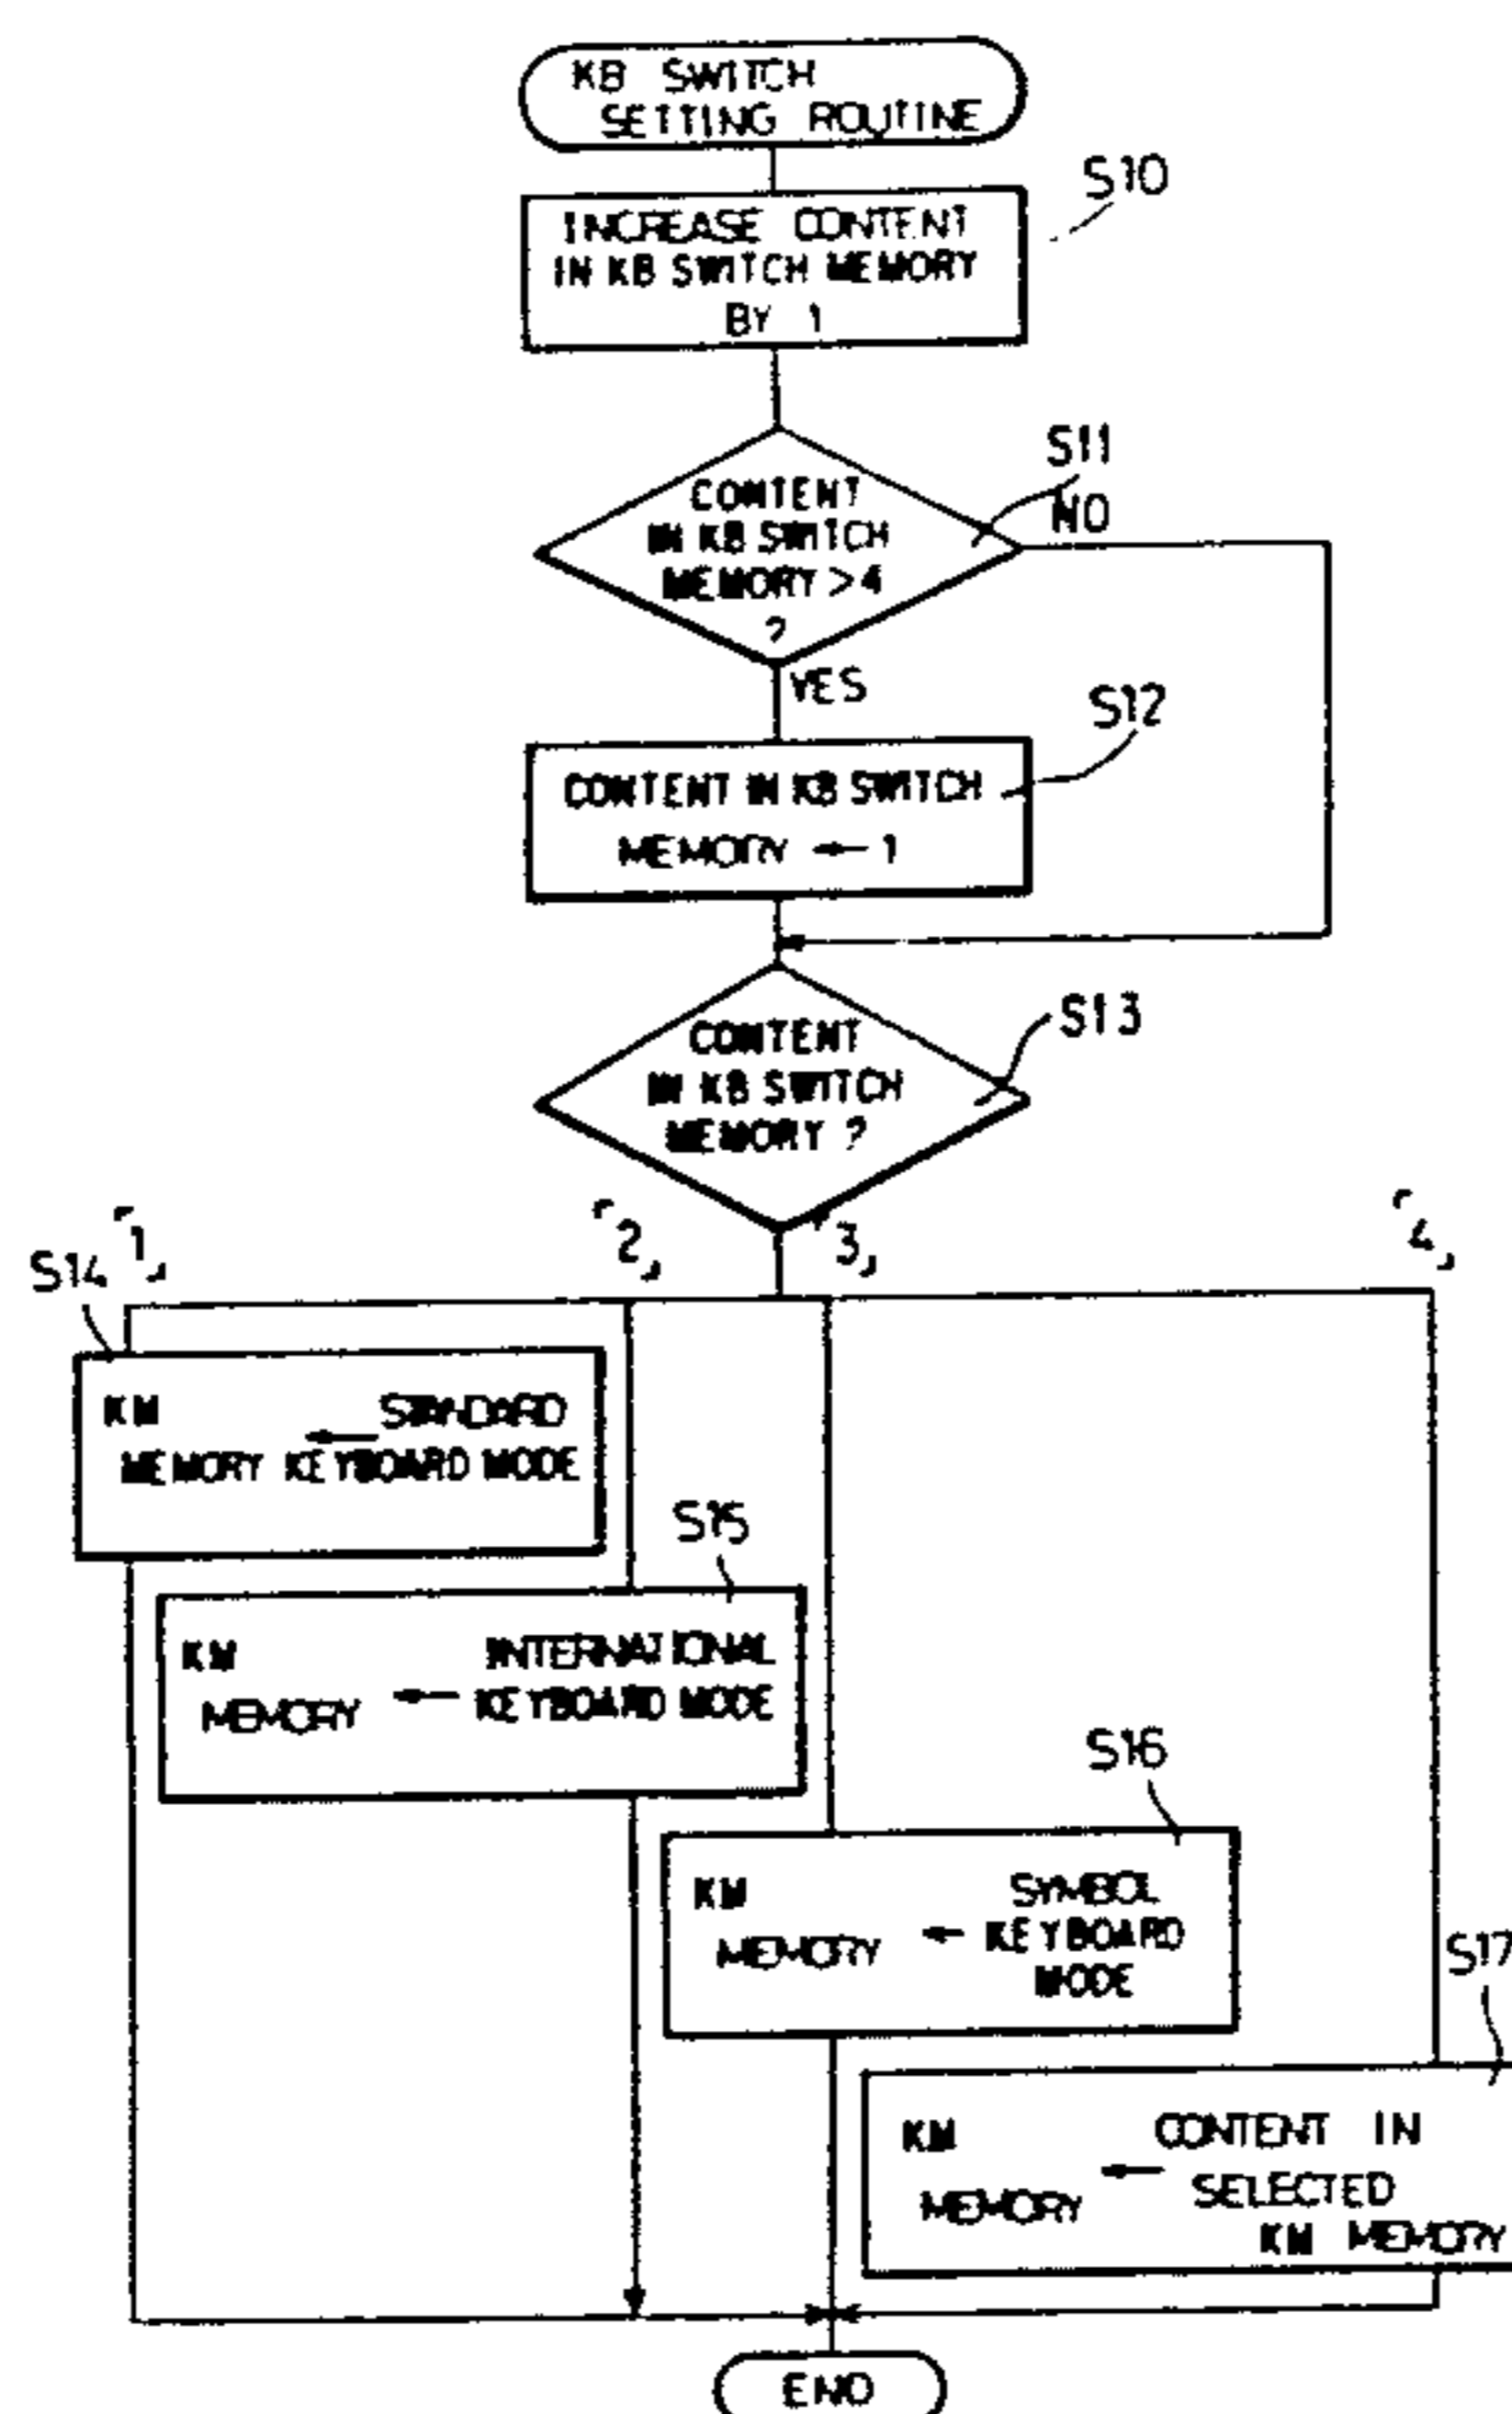 KB SWITCH
SETTING ROUTINE
S10
INCREASE CONTENT
IN KB SWITCH MEMORY
BY 1
S11
NO
CONTENT
IN KB SWITCH
MEMORY >4
?
YES
S12
CONTENT IN KB SWITCH
MEMORY ← 1
S13
CONTENT
IN KB SWITCH
MEMORY ?
「1」
「2」
「3」
「4」
S14
KM ← STANDARD
MEMORY KEYBOARD MODE
S15
KM INTERNATIONAL
MEMORY ← KEYBOARD MODE
S16
KM SYMBOL
MEMORY ← KEYBOARD
MODE
S17
KM CONTENT IN
MEMORY ← SELECTED
KM MEMORY
END